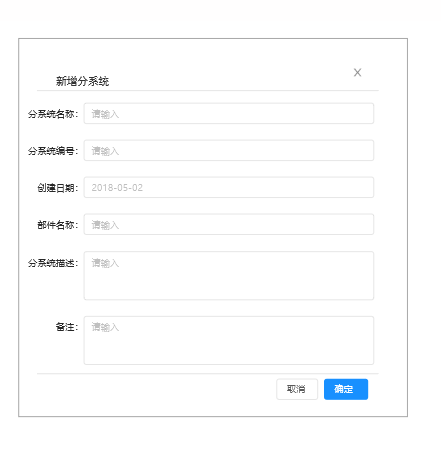 新增分系统
分系统名称： 请输入
分系统编号： 请输入
创建日期： 2018-05-02
部件名称： 请输入
分系统描述： 请输入
备注： 请输入
取消 确定